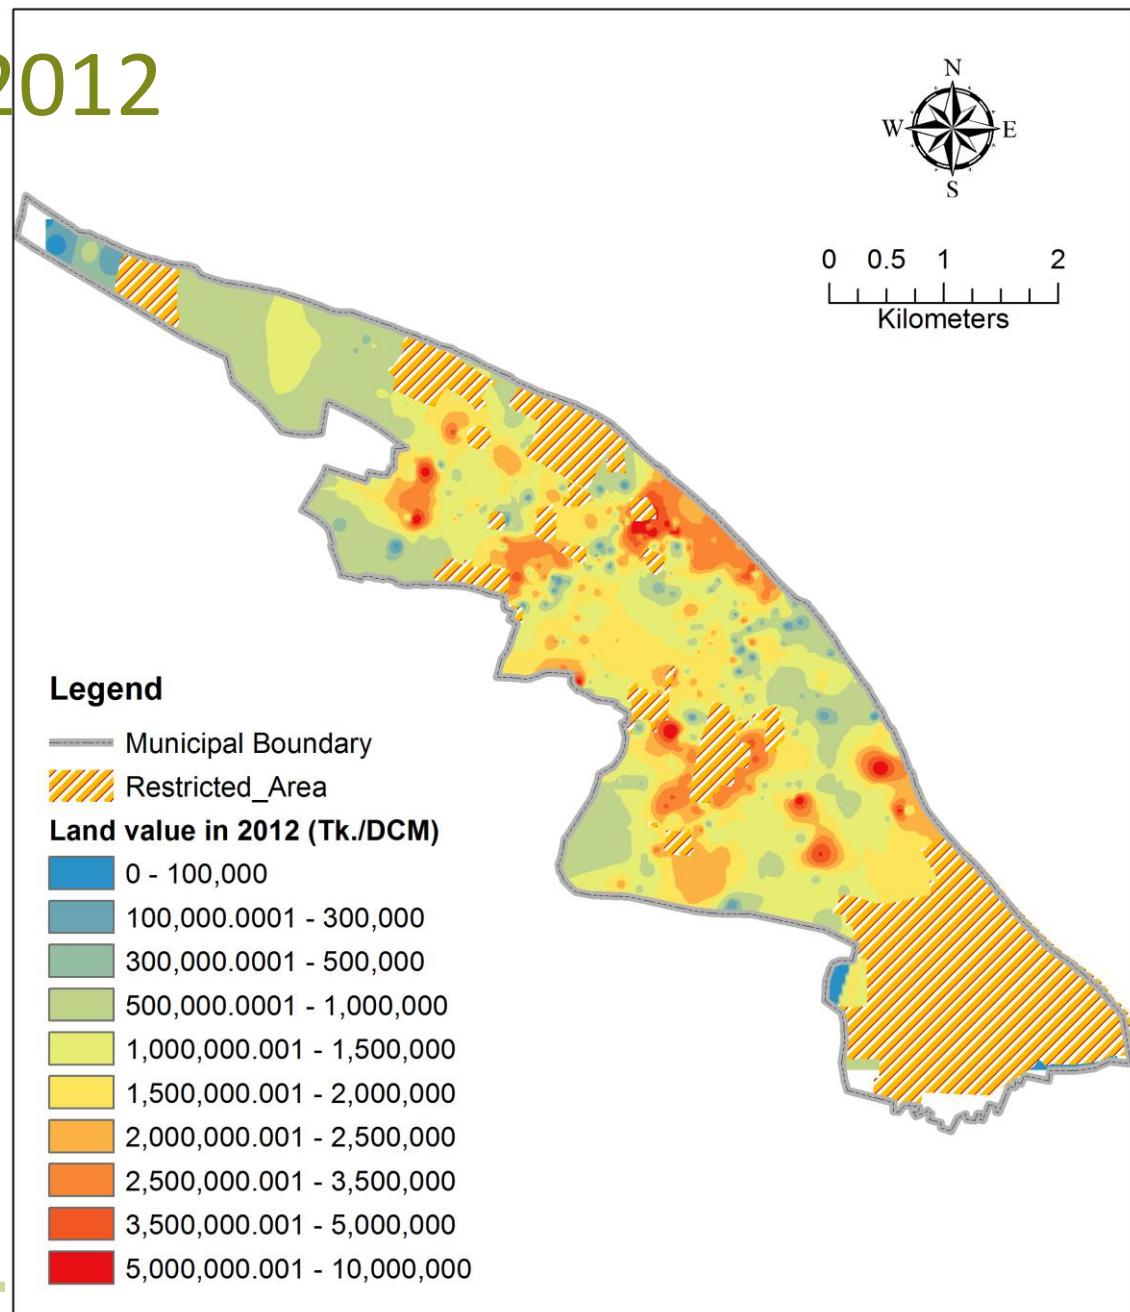 2012
N
W E
S
0 0.5 1 2
Kilometers
Legend
Municipal Boundary
Restricted_Area
Land value in 2012 (Tk./DCM)
0 - 100,000
100,000.0001 - 300,000
300,000.0001 - 500,000
500,000.0001 - 1,000,000
1,000,000.001 - 1,500,000
1,500,000.001 - 2,000,000
2,000,000.001 - 2,500,000
2,500,000.001 - 3,500,000
3,500,000.001 - 5,000,000
5,000,000.001 - 10,000,000